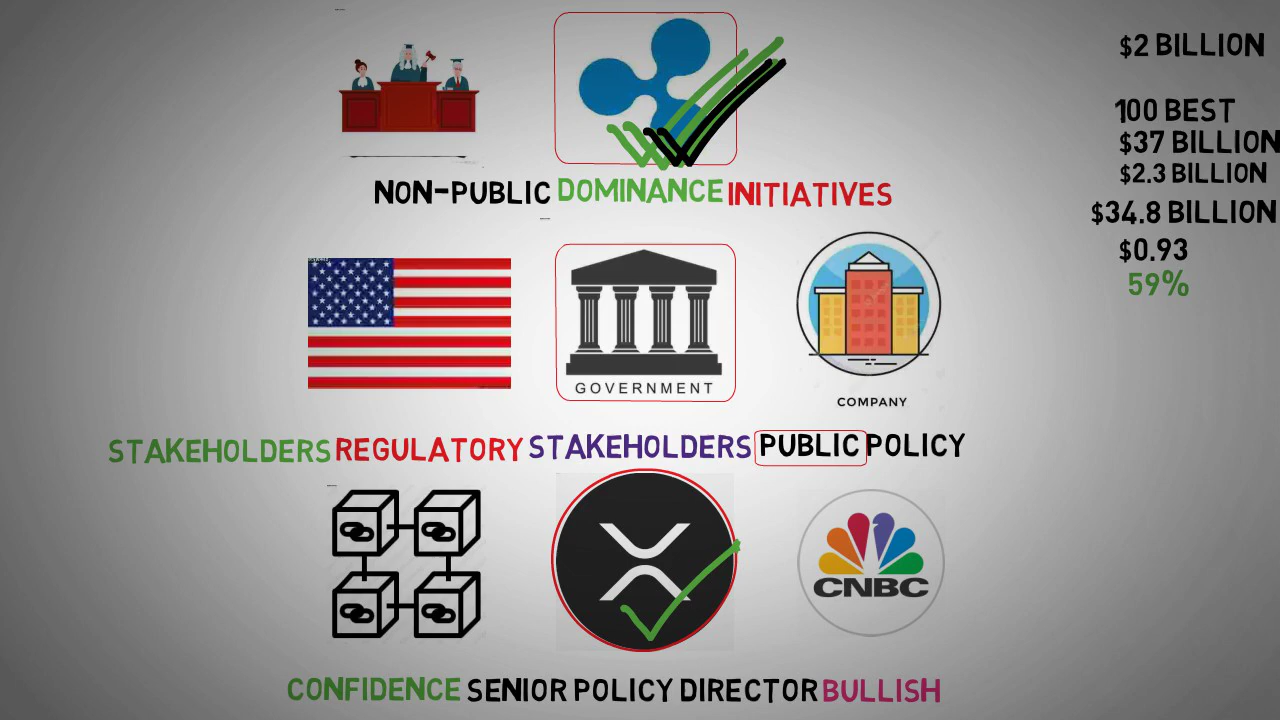 $2 BILLION
100 BEST
$37 BILLION
$2.3 BILLION
NON-PUBLIC DOMINANCE INITIATIVES
$34.8 BILLION
$0.93
59%
GOVERNMENT
COMPANY
STAKEHOLDERS REGULATORY STAKEHOLDERS PUBLIC POLICY
CNBC
CONFIDENCE SENIOR POLICY DIRECTOR BULLISH